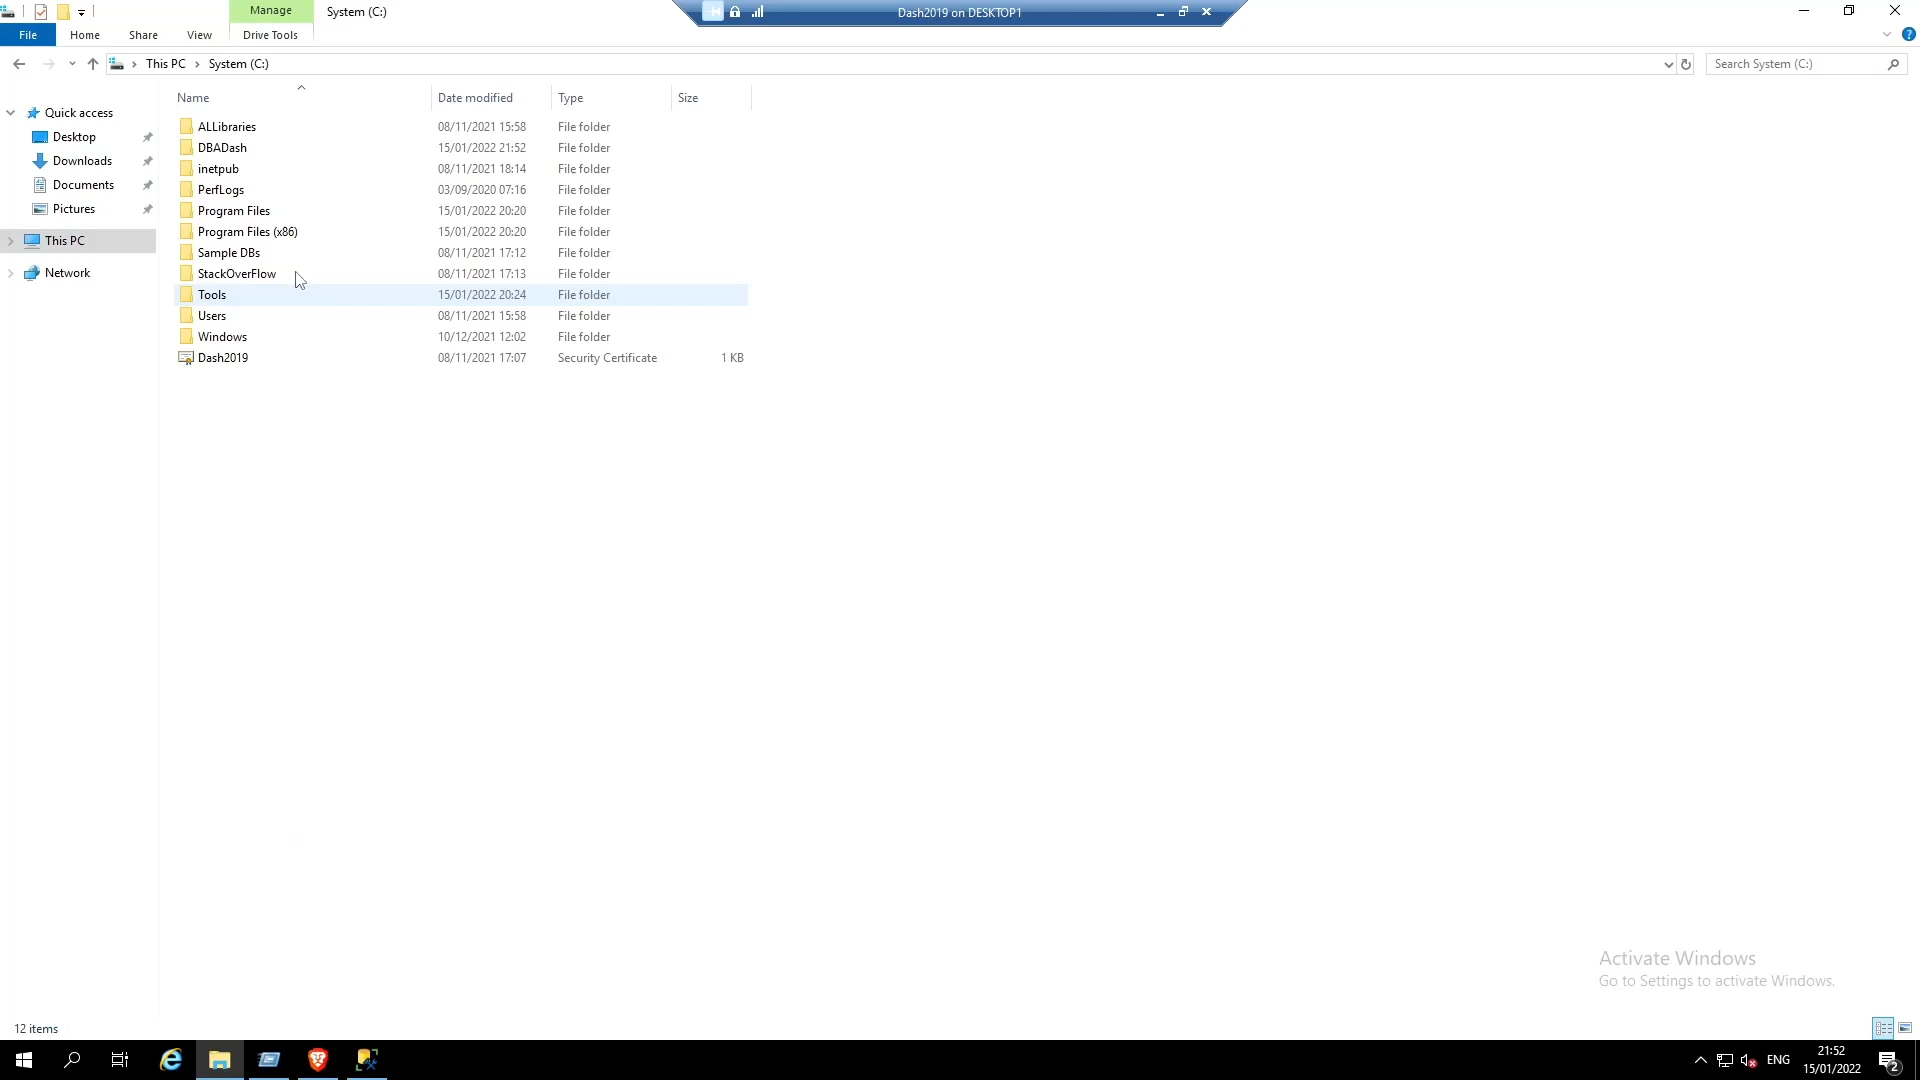 Manage
System (C:)
Dash2019 on DESKTOP1
File
Home
Share
View
Drive Tools
This PC
System (C:)
Search System (C:)
Name
Date modified
Type
Size
Quick access
Desktop
Downloads
Documents
Pictures
This PC
Network
ALLibraries 08/11/2021 15:58 File folder
DBADash 15/01/2022 21:52 File folder
inetpub 08/11/2021 18:14 File folder
PerfLogs 03/09/2020 07:16 File folder
Program Files 15/01/2022 20:20 File folder
Program Files (x86) 15/01/2022 20:20 File folder
Sample DBs 08/11/2021 17:12 File folder
StackOverFlow 08/11/2021 17:13 File folder
Tools 15/01/2022 20:24 File folder
Users 08/11/2021 15:58 File folder
Windows 10/12/2021 12:02 File folder
Dash2019 08/11/2021 17:07 Security Certificate 1 KB
Activate Windows
Go to Settings to activate Windows.
12 items
ENG
21:52
15/01/2022
2